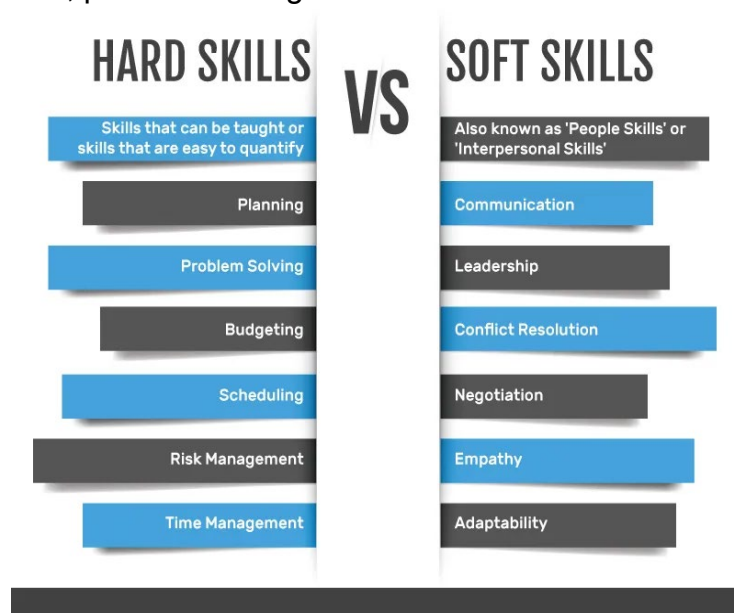 HARD SKILLS
VS
SOFT SKILLS
Skills that can be taught or
skills that are easy to quantify
Planning
Problem Solving
Budgeting
Scheduling
Risk Management
Time Management
Also known as 'People Skills' or
'Interpersonal Skills'
Communication
Leadership
Conflict Resolution
Negotiation
Empathy
Adaptability